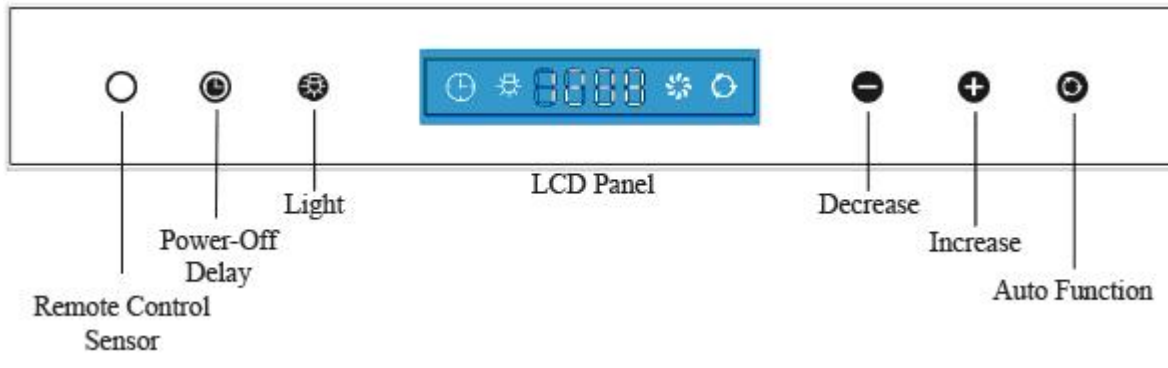 LCD Panel
Light
Decrease
Power-Off
Delay
Increase
Remote Control
Sensor
Auto Function